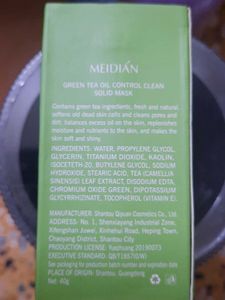 MEIDIAN
GREEN TEA OIL CONTROL CLEAN
SOLID MASK
Contains green tea ingredients, fresh and natural
softens old dead skin cells and cleans pores and
dirt, balances excess oil on the skin, replenishes
moisture and nutrients to the skin, and makes the
skin soft and shiny.
INGREDIENTS: WATER, PROPYLENE GLYCOL,
GLYCERIN, TITANIUM DIOXIDE, KAOLIN,
ISOCETETH-20, BUTYLENE GLYCOL, SODIUM
HYDROXIDE, STEARIC ACID, TEA (CAMELLIA
SINENSIS) LEAF EXTRACT, DISODIUM EDTA,
CHROMIUM OXIDE GREEN, DIPOTASSIUM
GLYCYRRHIZATE, TOCOPHEROL (VITAMIN E).
MANUFACTURER: Shantou Qijuan Cosmetics Co., Ltd.
ADDRESS: No. 1, Shenxiayang Industrial Zone,
Xifengshan Juwei, Xinhehui Road, Heping Town,
Chaoyang District, Shantou City
PRODUCTION LICENSE: Yuezhuang 20190073
EXECUTIVE STANDARD: QB/T1857(O/W)
See packaging for production batch number and expiration date
PLACE OF ORIGIN: Shantou, Guangdong
Net: 40g